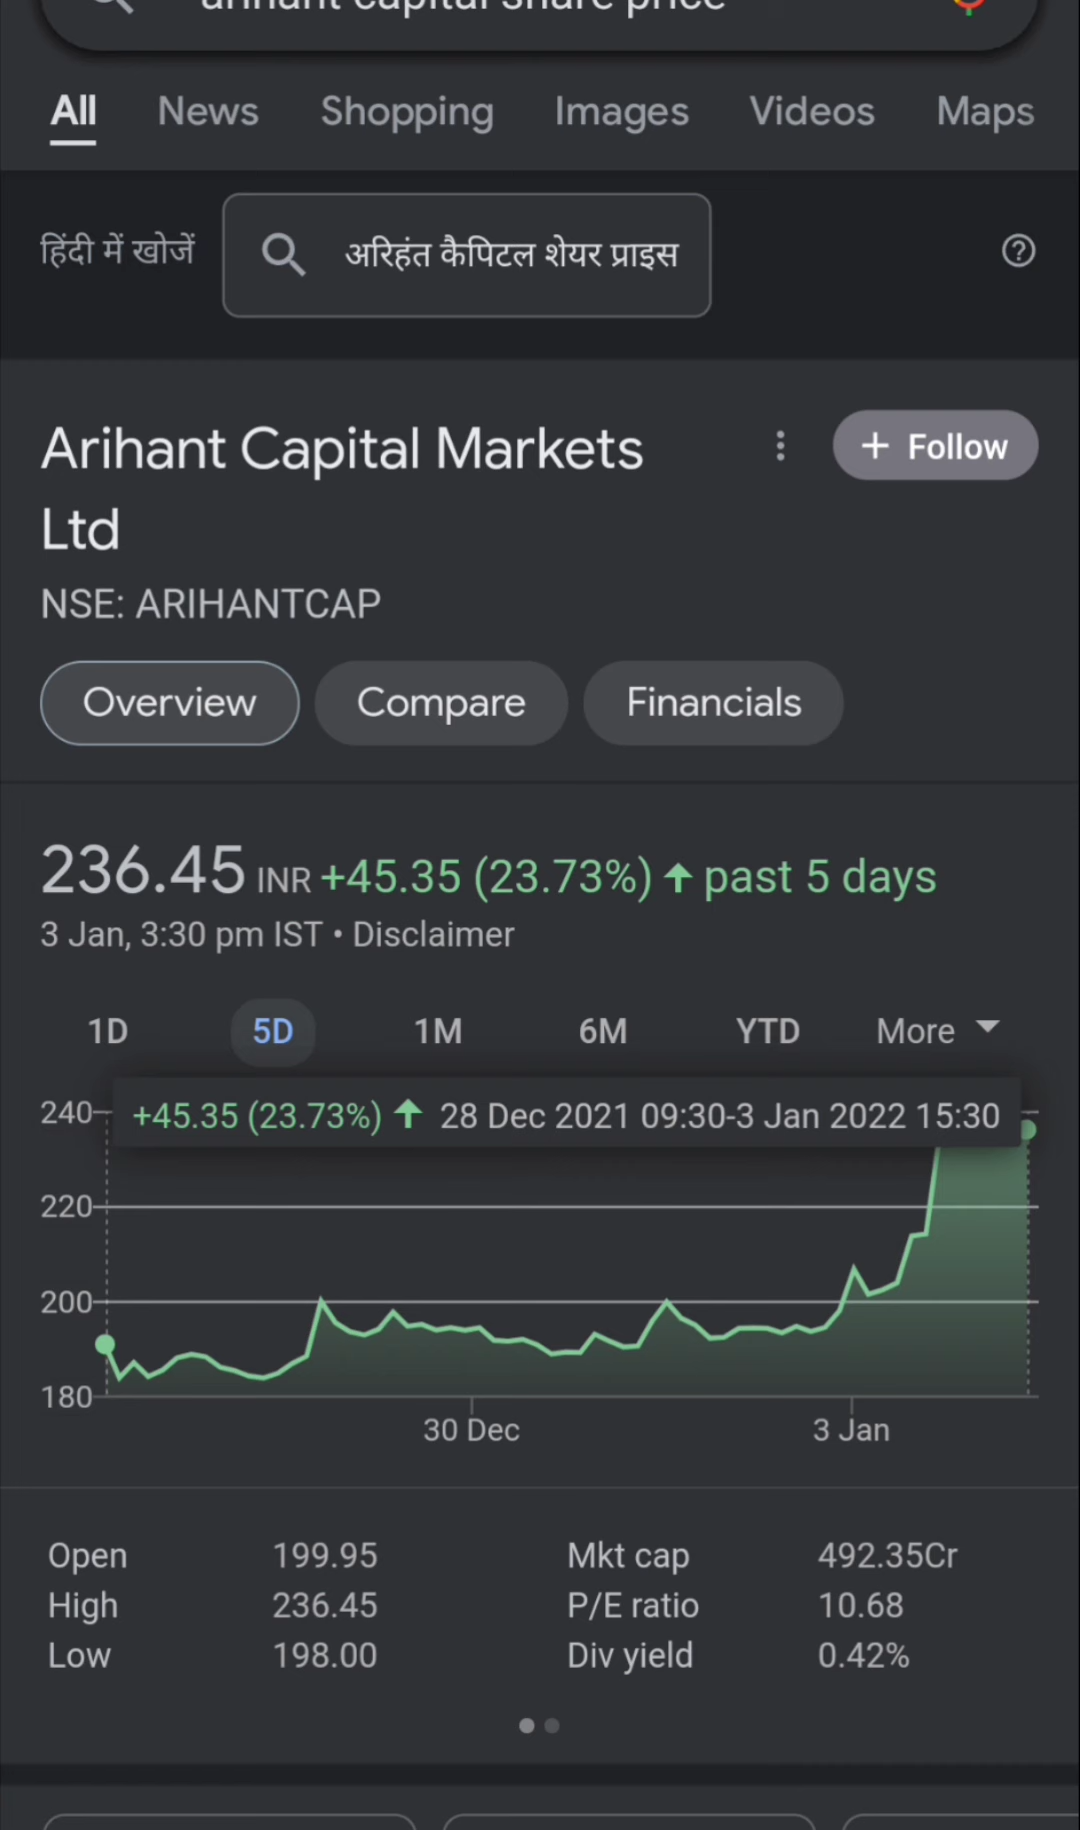 arihant capital share price
All News Shopping Images Videos Maps
हिंदी में खोजें अरिहंत कैपिटल शेयर प्राइस
Arihant Capital Markets
Ltd
+ Follow
NSE: ARIHANTCAP
Overview Compare Financials
236.45 INR +45.35 (23.73%) ↑ past 5 days
3 Jan, 3:30 pm IST • Disclaimer
1D 5D 1M 6M YTD More
+45.35 (23.73%) ↑ 28 Dec 2021 09:30-3 Jan 2022 15:30
240
220
200
180
30 Dec 3 Jan
Open 199.95 Mkt cap 492.35Cr
High 236.45 P/E ratio 10.68
Low 198.00 Div yield 0.42%